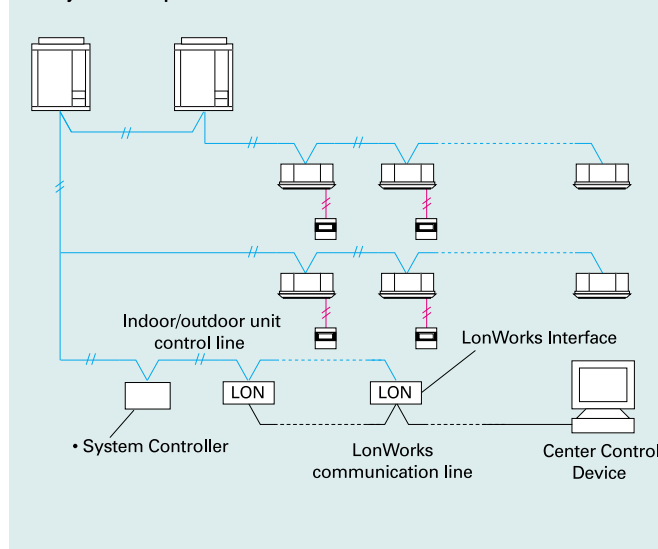 Indoor/outdoor unit
control line
LonWorks Interface
LON
LON
• System Controller
LonWorks
communication line
Center Control
Device